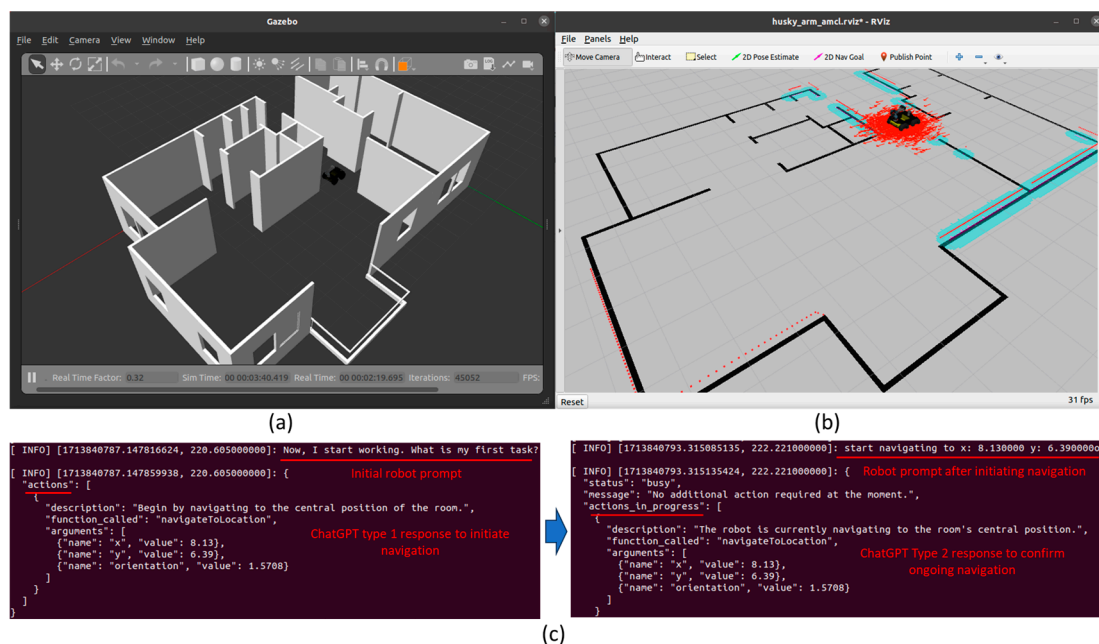 Gazebo
File Edit Camera View Window Help
Real Time Factor: 0.32 Sim Time: 00 00:03:40.419 Real Time: 00 00:02:19.695 Iterations: 45052 FPS:
husky_arm_amcl.rviz* - RViz
File Panels Help
Move Camera Interact Select 2D Pose Estimate 2D Nav Goal Publish Point
Reset 31 fps
(a)
(b)
[ INFO] [1713840787.147816624, 220.605000000]: Now, I start working. What is my first task?
Initial robot prompt
[ INFO] [1713840787.147859938, 220.605000000]: {
"actions": [
{
"description": "Begin by navigating to the central position of the room.",
"function_called": "navigateToLocation",
"arguments": [
{"name": "x", "value": 8.13},
{"name": "y", "value": 6.39},
{"name": "orientation", "value": 1.5708}
]
}
]
}
ChatGPT type 1 response to initiate
navigation
[ INFO] [1713840793.315085135, 222.221000000]: start navigating to x: 8.130000 y: 6.390000o
[ INFO] [1713840793.315135424, 222.221000000]: {
Robot prompt after initiating navigation
"status": "busy",
"message": "No additional action required at the moment.",
"actions_in_progress": [
{
"description": "The robot is currently navigating to the room's central position.",
"function_called": "navigateToLocation",
"arguments": [
{"name": "x", "value": 8.13},
{"name": "y", "value": 6.39},
{"name": "orientation", "value": 1.5708}
]
}
ChatGPT Type 2 response to confirm
ongoing navigation
(c)